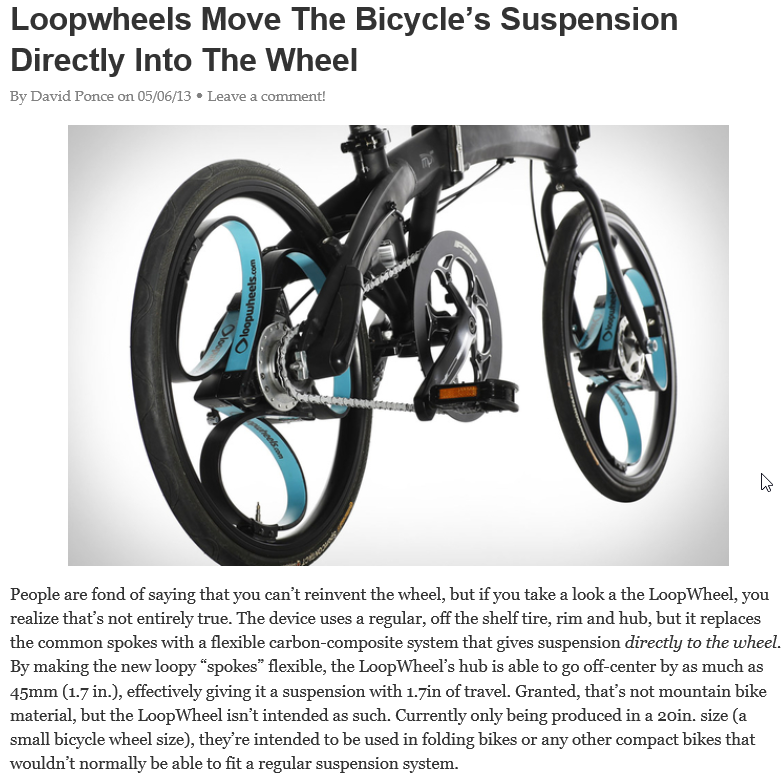 Loopwheels Move The Bicycle’s Suspension
Directly Into The Wheel
By David Ponce on 05/06/13 • Leave a comment!
loopwheels.com
People are fond of saying that you can’t reinvent the wheel, but if you take a look a the LoopWheel, you
realize that’s not entirely true. The device uses a regular, off the shelf tire, rim and hub, but it replaces
the common spokes with a flexible carbon-composite system that gives suspension directly to the wheel.
By making the new loopy “spokes” flexible, the LoopWheel’s hub is able to go off-center by as much as
45mm (1.7 in.), effectively giving it a suspension with 1.7in of travel. Granted, that’s not mountain bike
material, but the LoopWheel isn’t intended as such. Currently only being produced in a 20in. size (a
small bicycle wheel size), they’re intended to be used in folding bikes or any other compact bikes that
wouldn’t normally be able to fit a regular suspension system.